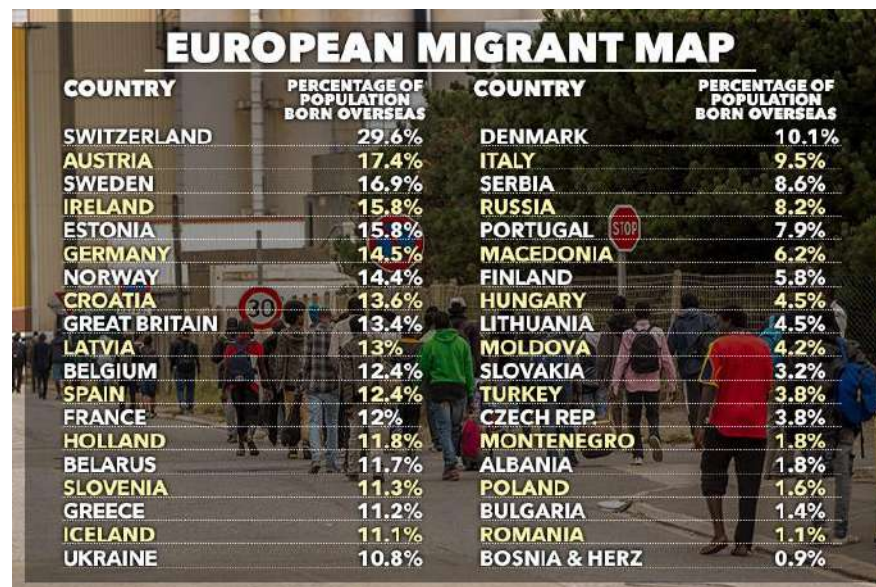 EUROPEAN MIGRANT MAP
COUNTRY
PERCENTAGE OF
POPULATION
BORN OVERSEAS
SWITZERLAND 29.6%
AUSTRIA 17.4%
SWEDEN 16.9%
IRELAND 15.8%
ESTONIA 15.8%
GERMANY 14.5%
NORWAY 14.4%
CROATIA 13.6%
GREAT BRITAIN 13.4%
LATVIA 13%
BELGIUM 12.4%
SPAIN 12.4%
FRANCE 12%
HOLLAND 11.8%
BELARUS 11.7%
SLOVENIA 11.3%
GREECE 11.2%
ICELAND 11.1%
UKRAINE 10.8%
COUNTRY
PERCENTAGE OF
POPULATION
BORN OVERSEAS
DENMARK 10.1%
ITALY 9.5%
SERBIA 8.6%
RUSSIA 8.2%
PORTUGAL 7.9%
MACEDONIA 6.2%
FINLAND 5.8%
HUNGARY 4.5%
LITHUANIA 4.5%
MOLDOVA 4.2%
SLOVAKIA 3.2%
TURKEY 3.8%
CZECH REP 3.8%
MONTENEGRO 1.8%
ALBANIA 1.8%
POLAND 1.6%
BULGARIA 1.4%
ROMANIA 1.1%
BOSNIA & HERZ 0.9%
STOP
30